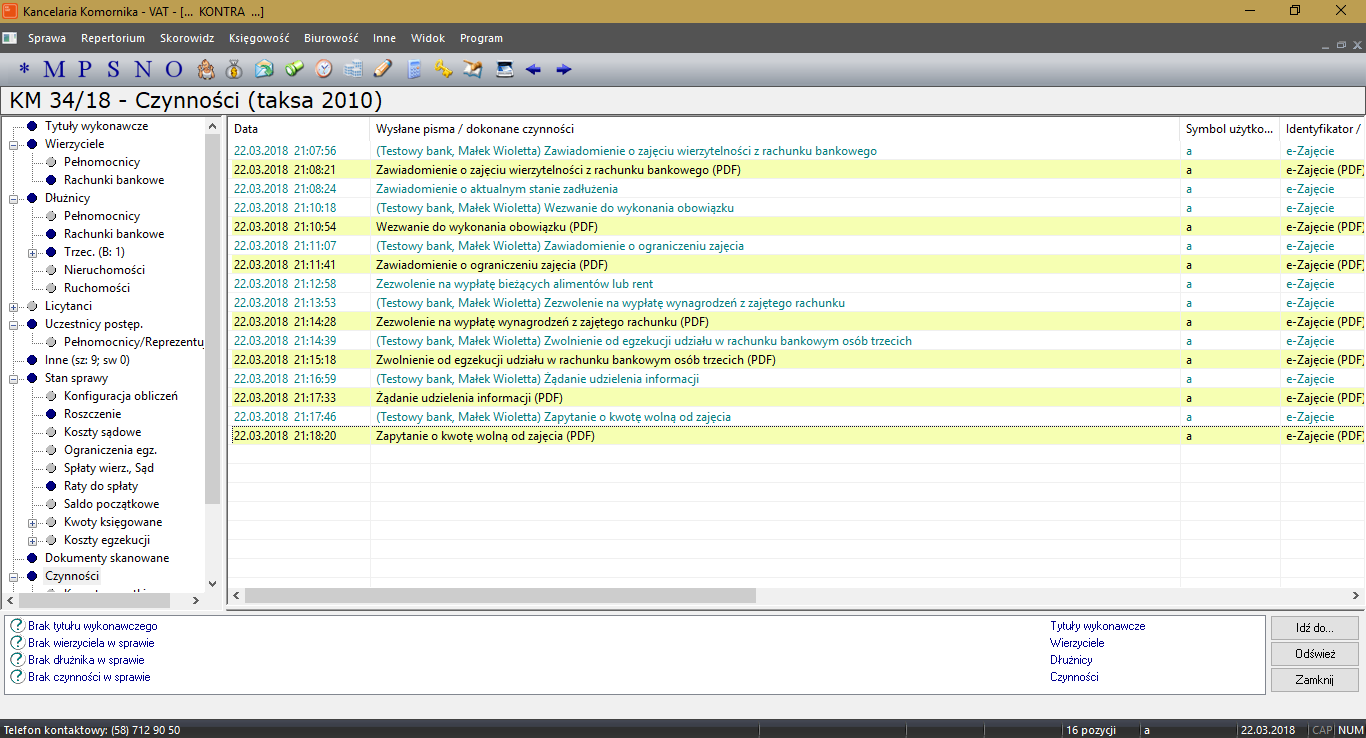 Kancelaria Komornika - VAT - [... KONTRA ...]
Sprawa Repertorium Skorowidz Księgowość Biurowość Inne Widok Program
* M P S N O
KM 34/18 - Czynności (taksa 2010)
Tytuły wykonawcze
Wierzyciele
Pełnomocnicy
Rachunki bankowe
Dłużnicy
Pełnomocnicy
Rachunki bankowe
Trzec. (B: 1)
Nieruchomości
Ruchomości
Licytanci
Uczestnicy postęp.
Pełnomocnicy/Reprezentu
Inne (sz: 9; sw 0)
Stan sprawy
Konfiguracja obliczeń
Roszczenie
Koszty sądowe
Ograniczenia egz.
Spłaty wierz., Sąd
Raty do spłaty
Saldo początkowe
Kwoty księgowane
Koszty egzekucji
Dokumenty skanowane
Czynności
Data Wysłane pisma / dokonane czynności Symbol użytko... Identyfikator /
22.03.2018 21:07:56 (Testowy bank, Małek Wioletta) Zawiadomienie o zajęciu wierzytelności z rachunku bankowego a e-Zajęcie
22.03.2018 21:08:21 Zawiadomienie o zajęciu wierzytelności z rachunku bankowego (PDF) a e-Zajęcie (PDF)
22.03.2018 21:08:24 Zawiadomienie o aktualnym stanie zadłużenia a e-Zajęcie
22.03.2018 21:10:18 (Testowy bank, Małek Wioletta) Wezwanie do wykonania obowiązku a e-Zajęcie
22.03.2018 21:10:54 Wezwanie do wykonania obowiązku (PDF) a e-Zajęcie (PDF)
22.03.2018 21:11:07 (Testowy bank, Małek Wioletta) Zawiadomienie o ograniczeniu zajęcia a e-Zajęcie
22.03.2018 21:11:41 Zawiadomienie o ograniczeniu zajęcia (PDF) a e-Zajęcie (PDF)
22.03.2018 21:12:58 Zezwolenie na wypłatę bieżących alimentów lub rent a e-Zajęcie
22.03.2018 21:13:53 (Testowy bank, Małek Wioletta) Zezwolenie na wypłatę wynagrodzeń z zajętego rachunku a e-Zajęcie
22.03.2018 21:14:28 Zezwolenie na wypłatę wynagrodzeń z zajętego rachunku (PDF) a e-Zajęcie (PDF)
22.03.2018 21:14:39 (Testowy bank, Małek Wioletta) Zwolnienie od egzekucji udziału w rachunku bankowym osób trzecich a e-Zajęcie
22.03.2018 21:15:18 Zwolnienie od egzekucji udziału w rachunku bankowym osób trzecich (PDF) a e-Zajęcie (PDF)
22.03.2018 21:16:59 (Testowy bank, Małek Wioletta) Żądanie udzielenia informacji a e-Zajęcie
22.03.2018 21:17:33 Żądanie udzielenia informacji (PDF) a e-Zajęcie (PDF)
22.03.2018 21:17:46 (Testowy bank, Małek Wioletta) Zapytanie o kwotę wolną od zajęcia a e-Zajęcie
22.03.2018 21:18:20 Zapytanie o kwotę wolną od zajęcia (PDF) a e-Zajęcie (PDF)
Brak tytułu wykonawczego Tytuły wykonawcze
Brak wierzyciela w sprawie Wierzyciele
Brak dłużnika w sprawie Dłużnicy
Brak czynności w sprawie Czynności
Idź do...
Odśwież
Zamknij
Telefon kontaktowy: (58) 712 90 50 16 pozycji a 22.03.2018 CAP NUM